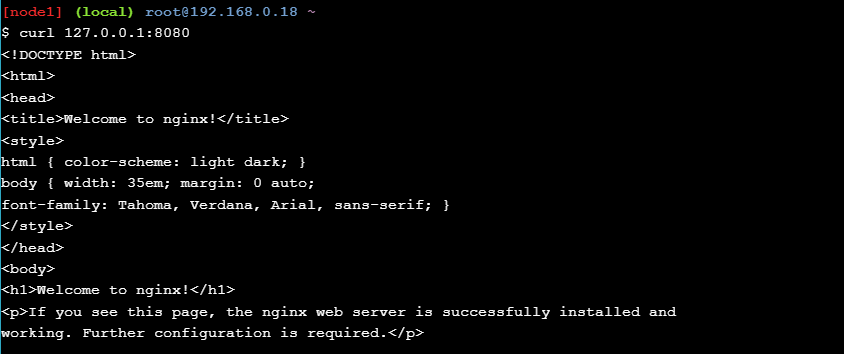 [node1] (local) root@192.168.0.18 ~
$ curl 127.0.0.1:8080
<!DOCTYPE html>
<html>
<head>
<title>Welcome to nginx!</title>
<style>
html { color-scheme: light dark; }
body { width: 35em; margin: 0 auto;
font-family: Tahoma, Verdana, Arial, sans-serif; }
</style>
</head>
<body>
<h1>Welcome to nginx!</h1>
<p>If you see this page, the nginx web server is successfully installed and
working. Further configuration is required.</p>